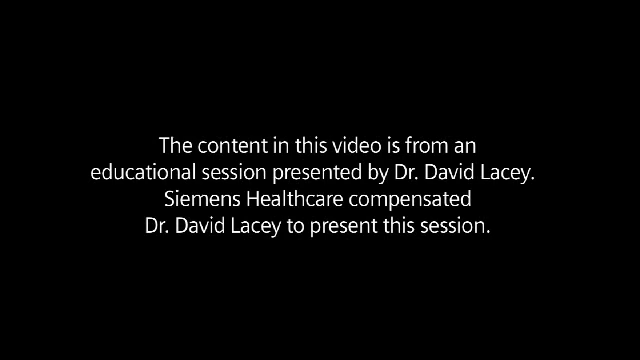 The content in this video is from an
educational session presented by Dr. David Lacey.
Siemens Healthcare compensated
Dr. David Lacey to present this session.